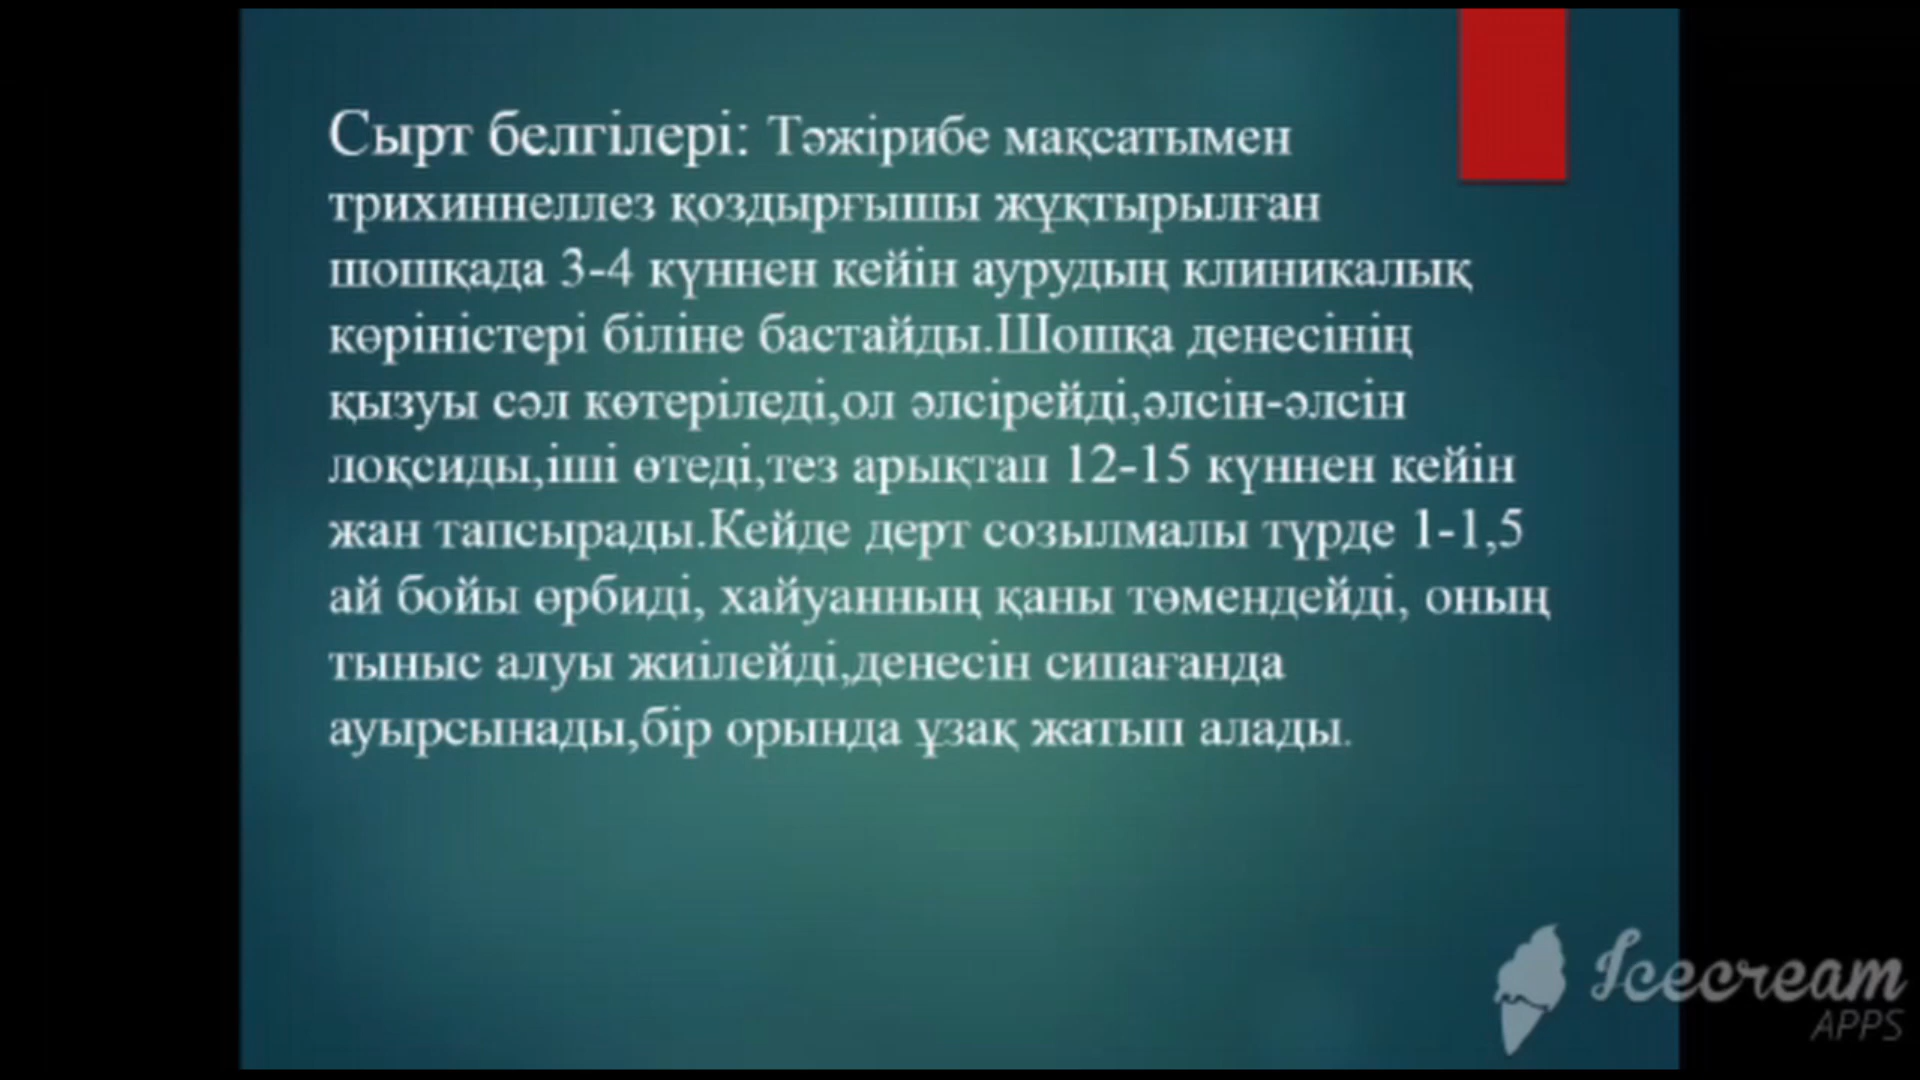 Сырт белгілері: Тәжірибе мақсатымен
трихиннеллез қоздырғышы жұқтырылған
шошқада 3-4 күннен кейін аурудың клиникалық
көріністері біліне бастайды.Шошқа денесінің
қызуы сәл көтеріледі,ол әлсірейді,әлсін-әлсін
лоқсиды,іші өтеді,тез арықтап 12-15 күннен кейін
жан тапсырады.Кейде дерт созылмалы түрде 1-1,5
ай бойы өрбиді, хайуанның қаны төмендейді, оның
тыныс алуы жиілейді,денесін сипағанда
ауырсынады,бір орында ұзақ жатып алады.
Icecream
APPS